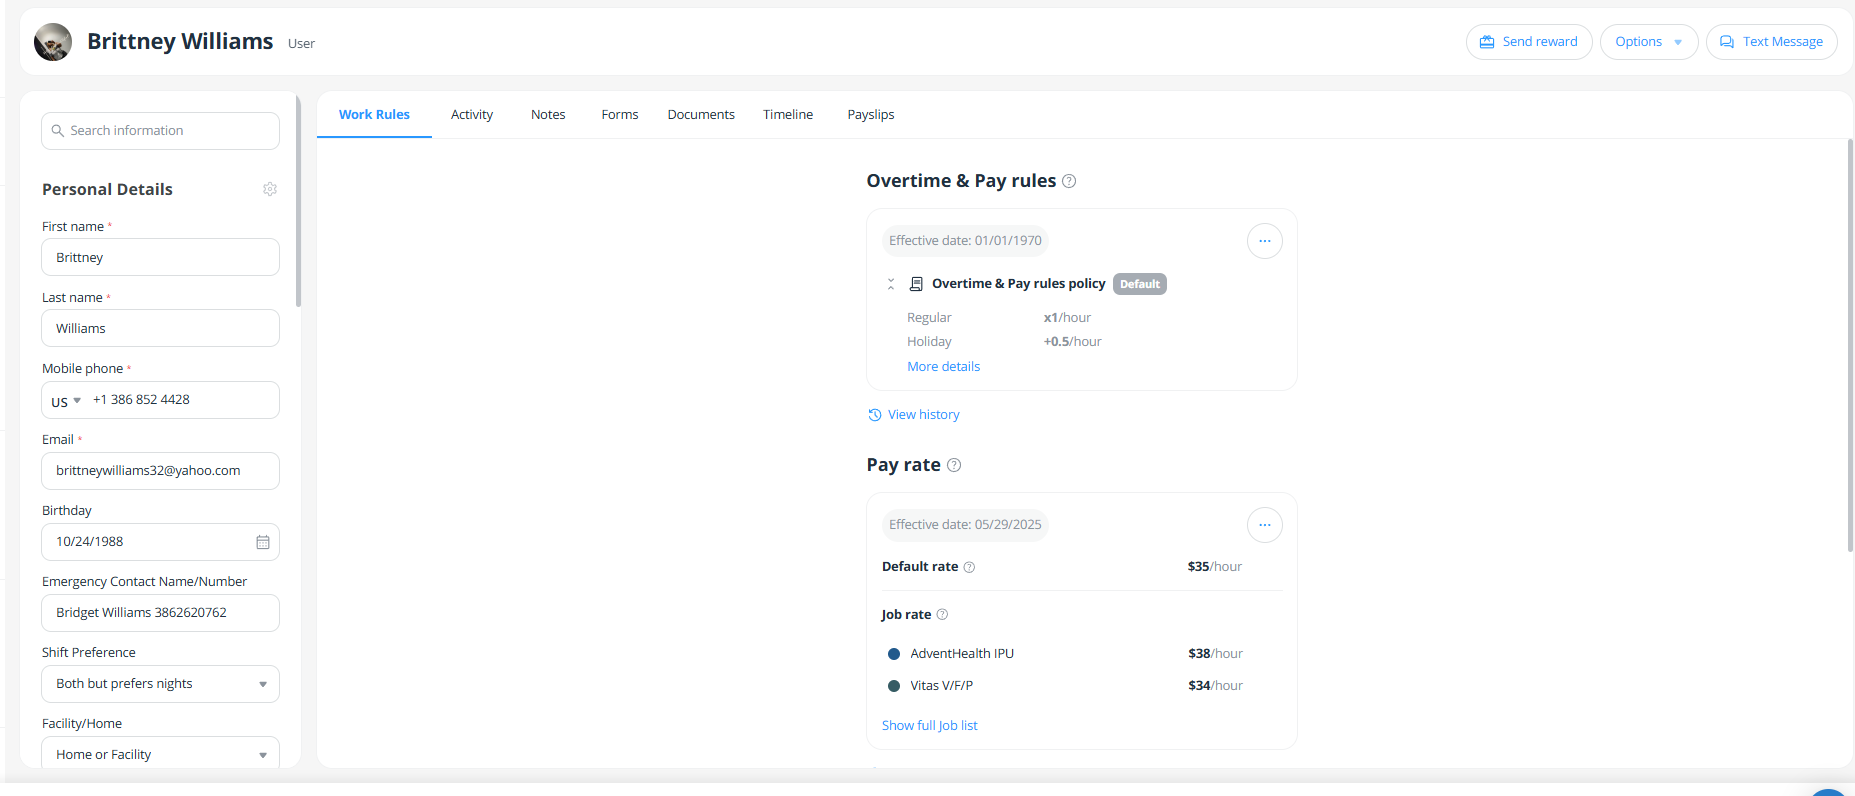 Brittney Williams User
Send reward
Options
Text Message
Search information
Personal Details
First name *
Brittney
Last name *
Williams
Mobile phone *
US +1 386 852 4428
Email *
brittneywilliams32@yahoo.com
Birthday
10/24/1988
Emergency Contact Name/Number
Bridget Williams 3862620762
Shift Preference
Both but prefers nights
Facility/Home
Home or Facility
Work Rules Activity Notes Forms Documents Timeline Payslips
Overtime & Pay rules ?
Effective date: 01/01/1970
Overtime & Pay rules policy Default
Regular x1/hour
Holiday +0.5/hour
More details
View history
Pay rate ?
Effective date: 05/29/2025
Default rate ? $35/hour
Job rate ?
AdventHealth IPU $38/hour
Vitas V/F/P $34/hour
Show full Job list